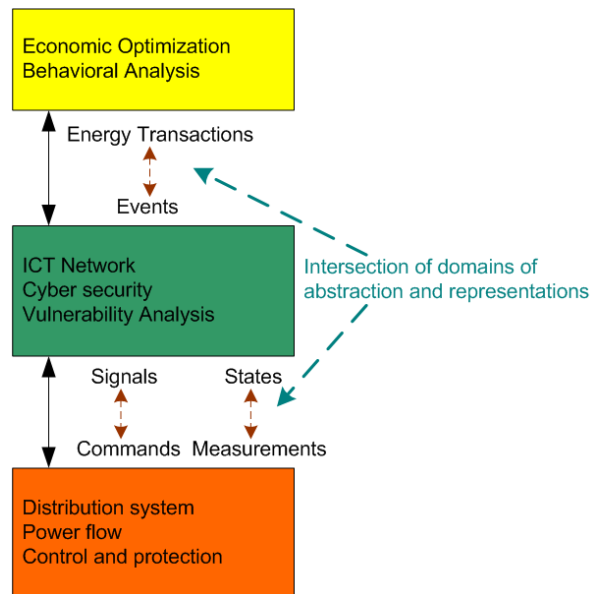 Economic Optimization
Behavioral Analysis
Energy Transactions
Events
ICT Network
Cyber security
Vulnerability Analysis
Intersection of domains of
abstraction and representations
Signals States
Commands Measurements
Distribution system
Power flow
Control and protection